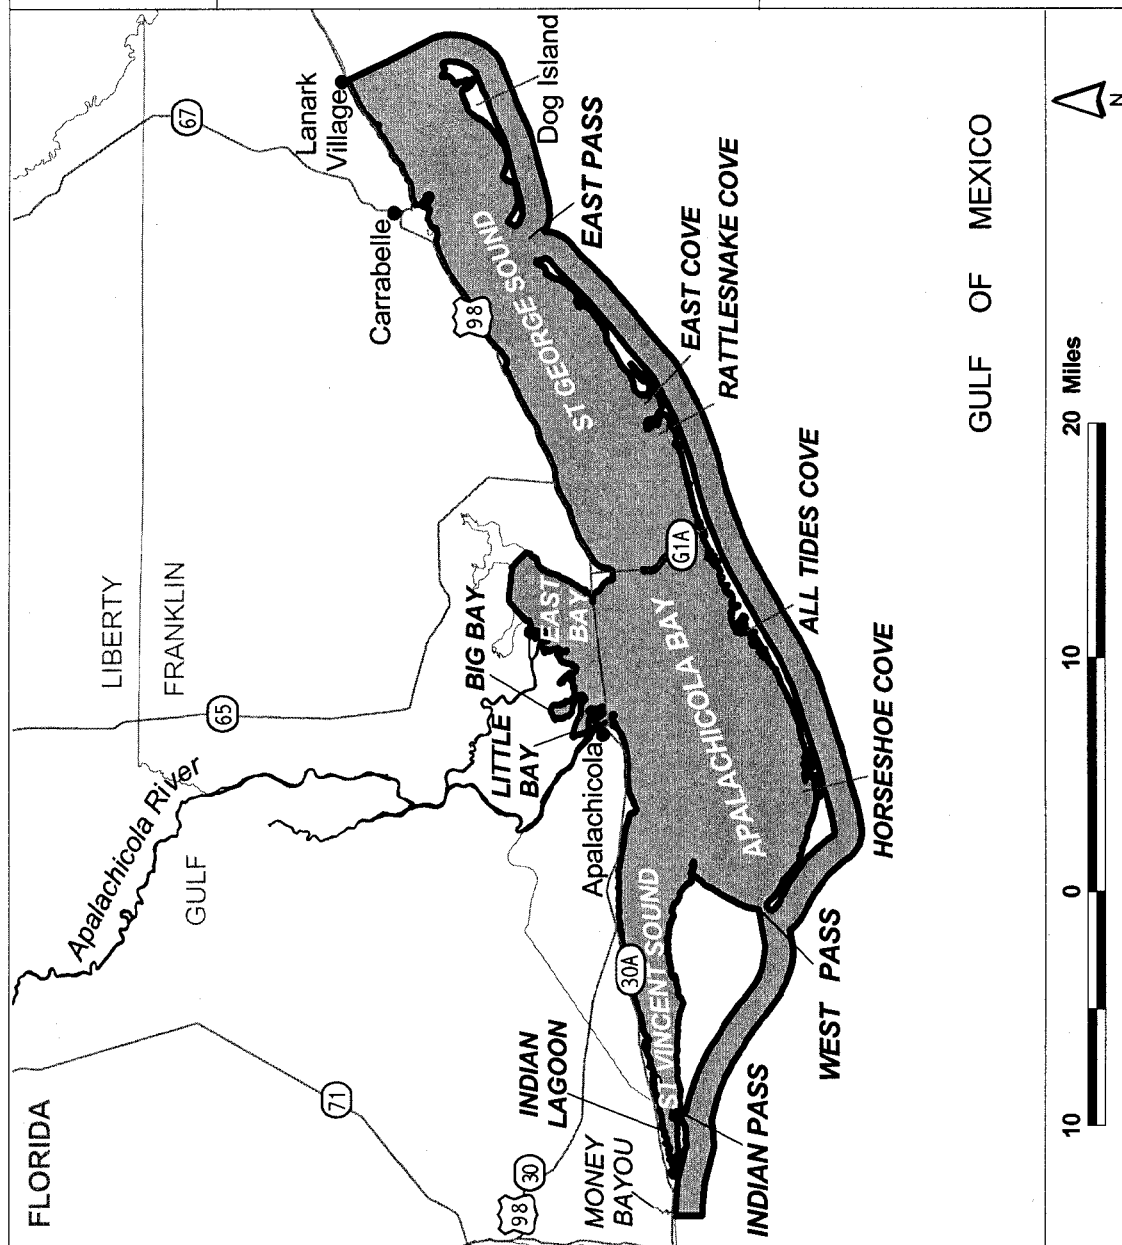 FLORIDA
71
98
30
MONEY
BAYOU
INDIAN
LAGOON
INDIAN PASS
30A
ST VINCENT SOUND
WEST PASS
Apalachicola River
GULF
LIBERTY
FRANKLIN
65
LITTLE
BAY
BIG BAY
EAST
BAY
Apalachicola
APALACHICOLA BAY
HORSESHOE COVE
ALL TIDES COVE
G1A
67
Lanark
Village
Carrabelle
98
ST GEORGE SOUND
Dog Island
EAST PASS
EAST COVE
RATTLESNAKE COVE
GULF OF MEXICO
N
10 0 10 20 Miles